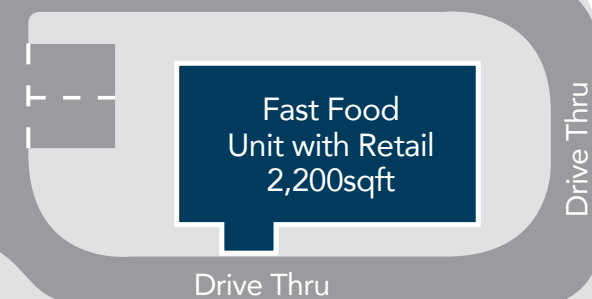 Fast Food
Unit with Retail
2,200sqft
Drive Thru
Drive Thru